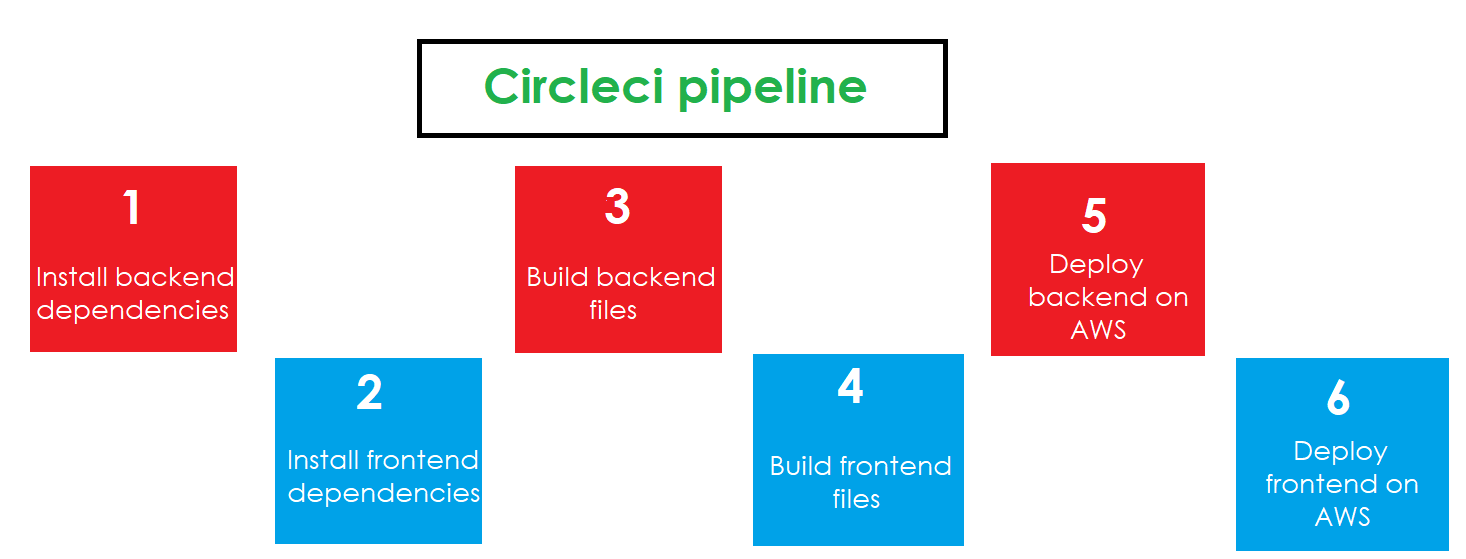 Circleci pipeline
1
Install backend
dependencies
2
Install frontend
dependencies
3
Build backend
files
4
Build frontend
files
5
Deploy
backend on
AWS
6
Deploy
frontend on
AWS